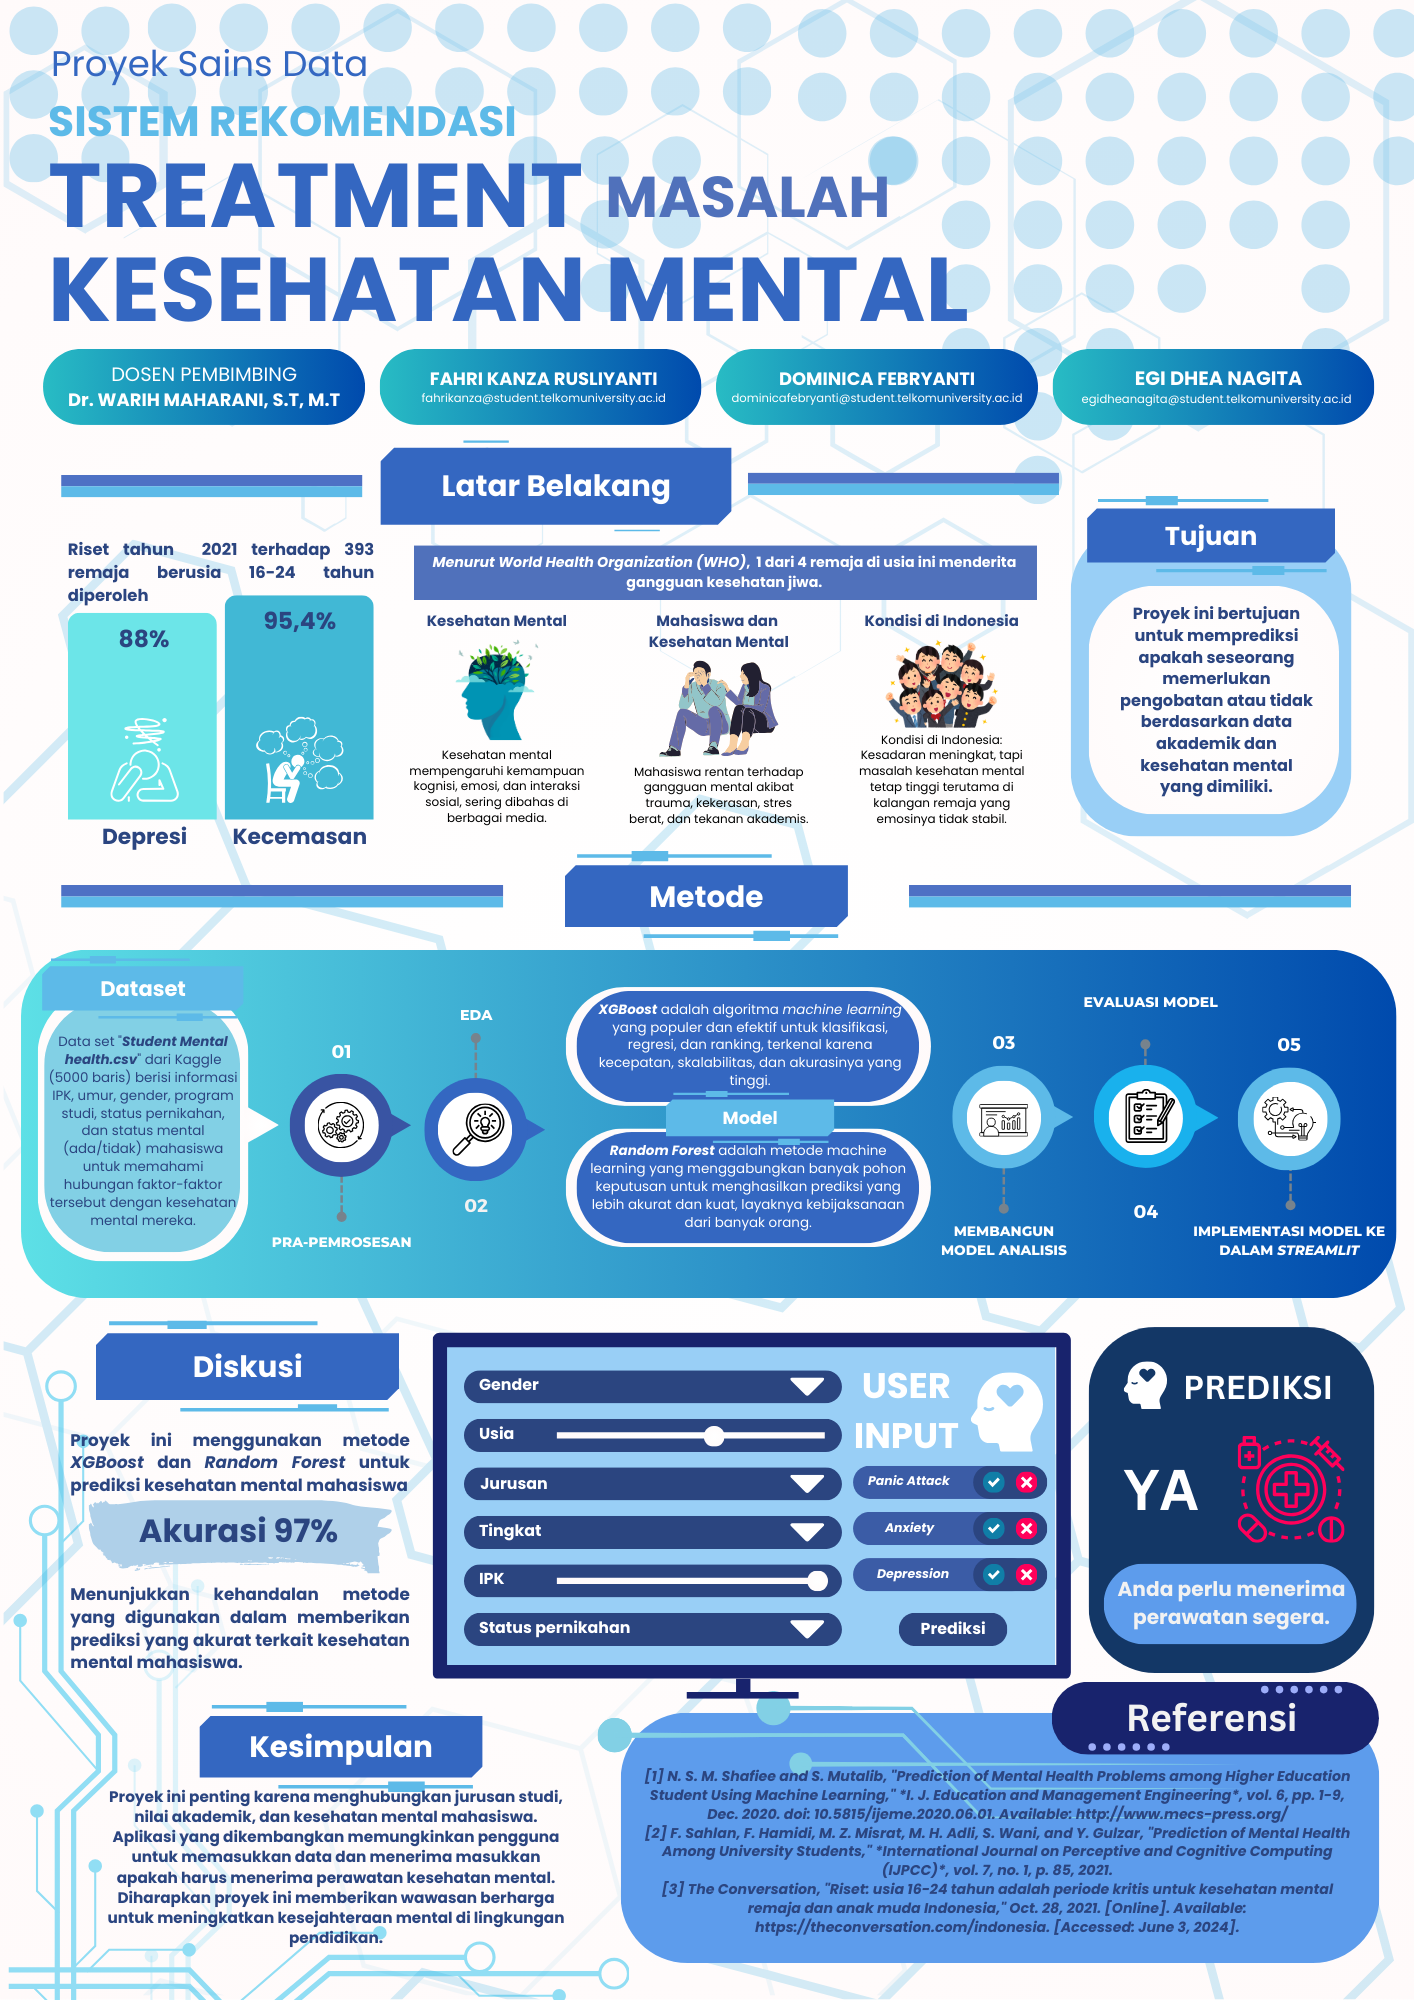 Proyek Sains Data
SISTEM REKOMENDASI
TREATMENT MASALAH
KESEHATAN MENTAL
DOSEN PEMBIMBING
Dr. WARIH MAHARANI, S.T, M.T
FAHRI KANZA RUSLIYANTI
fahrikanza@student.telkomuniversity.ac.id
DOMINICA FEBRYANTI
dominicafebryanti@student.telkomuniversity.ac.id
EGI DHEA NAGITA
egidheanagita@student.telkomuniversity.ac.id
Latar Belakang
Riset tahun 2021 terhadap 393
remaja berusia 16-24 tahun
diperoleh
88%
95,4%
Depresi
Kecemasan
Menurut World Health Organization (WHO), 1 dari 4 remaja di usia ini menderita
gangguan kesehatan jiwa.
Kesehatan Mental
Kesehatan mental
mempengaruhi kemampuan
kognisi, emosi, dan interaksi
sosial, sering dibahas di
berbagai media.
Mahasiswa dan
Kesehatan Mental
Mahasiswa rentan terhadap
gangguan mental akibat
trauma, kekerasan, stres
berat, dan tekanan akademis.
Kondisi di Indonesia
Kondisi di Indonesia:
Kesadaran meningkat, tapi
masalah kesehatan mental
tetap tinggi terutama di
kalangan remaja yang
emosinya tidak stabil.
Tujuan
Proyek ini bertujuan
untuk memprediksi
apakah seseorang
memerlukan
pengobatan atau tidak
berdasarkan data
akademik dan
kesehatan mental
yang dimiliki.
Metode
Dataset
Data set "Student Mental
health.csv" dari Kaggle
(5000 baris) berisi informasi
IPK, umur, gender, program
studi, status pernikahan,
dan status mental
(ada/tidak) mahasiswa
untuk memahami
hubungan faktor-faktor
tersebut dengan kesehatan
mental mereka.
01
PRA-PEMROSESAN
EDA
02
XGBoost adalah algoritma machine learning
yang populer dan efektif untuk klasifikasi,
regresi, dan ranking, terkenal karena
kecepatan, skalabilitas, dan akurasinya yang
tinggi.
Model
Random Forest adalah metode machine
learning yang menggabungkan banyak pohon
keputusan untuk menghasilkan prediksi yang
lebih akurat dan kuat, layaknya kebijaksanaan
dari banyak orang.
03
MEMBANGUN
MODEL ANALISIS
EVALUASI MODEL
04
05
IMPLEMENTASI MODEL KE
DALAM STREAMLIT
Diskusi
Proyek ini menggunakan metode
XGBoost dan Random Forest untuk
prediksi kesehatan mental mahasiswa
Akurasi 97%
Menunjukkan kehandalan metode
yang digunakan dalam memberikan
prediksi yang akurat terkait kesehatan
mental mahasiswa.
Gender
Usia
Jurusan
Tingkat
IPK
Status pernikahan
USER
INPUT
Panic Attack
Anxiety
Depression
Prediksi
PREDIKSI
YA
Anda perlu menerima
perawatan segera.
Kesimpulan
Proyek ini penting karena menghubungkan jurusan studi,
nilai akademik, dan kesehatan mental mahasiswa.
Aplikasi yang dikembangkan memungkinkan pengguna
untuk memasukkan data dan menerima masukkan
apakah harus menerima perawatan kesehatan mental.
Diharapkan proyek ini memberikan wawasan berharga
untuk meningkatkan kesejahteraan mental di lingkungan
pendidikan.
Referensi
[1] N. S. M. Shafiee and S. Mutalib, "Prediction of Mental Health Problems among Higher Education
Student Using Machine Learning," *I. J. Education and Management Engineering*, vol. 6, pp. 1-9,
Dec. 2020. doi: 10.5815/ijeme.2020.06.01. Available: http://www.mecs-press.org/
[2] F. Sahlan, F. Hamidi, M. Z. Misrat, M. H. Adli, S. Wani, and Y. Gulzar, "Prediction of Mental Health
Among University Students," *International Journal on Perceptive and Cognitive Computing
(IJPCC)*, vol. 7, no. 1, p. 85, 2021.
[3] The Conversation, "Riset: usia 16-24 tahun adalah periode kritis untuk kesehatan mental
remaja dan anak muda Indonesia," Oct. 28, 2021. [Online]. Available:
https://theconversation.com/indonesia. [Accessed: June 3, 2024].